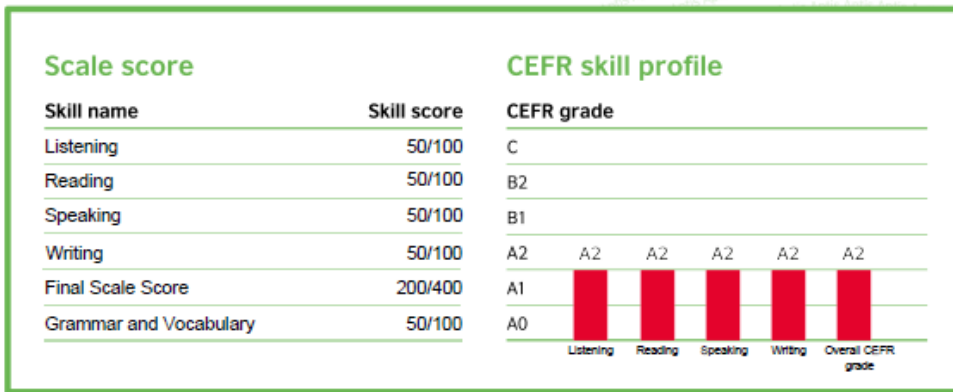 Scale score
Skill name Skill score
Listening 50/100
Reading 50/100
Speaking 50/100
Writing 50/100
Final Scale Score 200/400
Grammar and Vocabulary 50/100
CEFR skill profile
CEFR grade
C
B2
B1
A2 A2 A2 A2 A2 A2
A1
A0
Listening Reading Speaking Writing Overall CEFR
grade